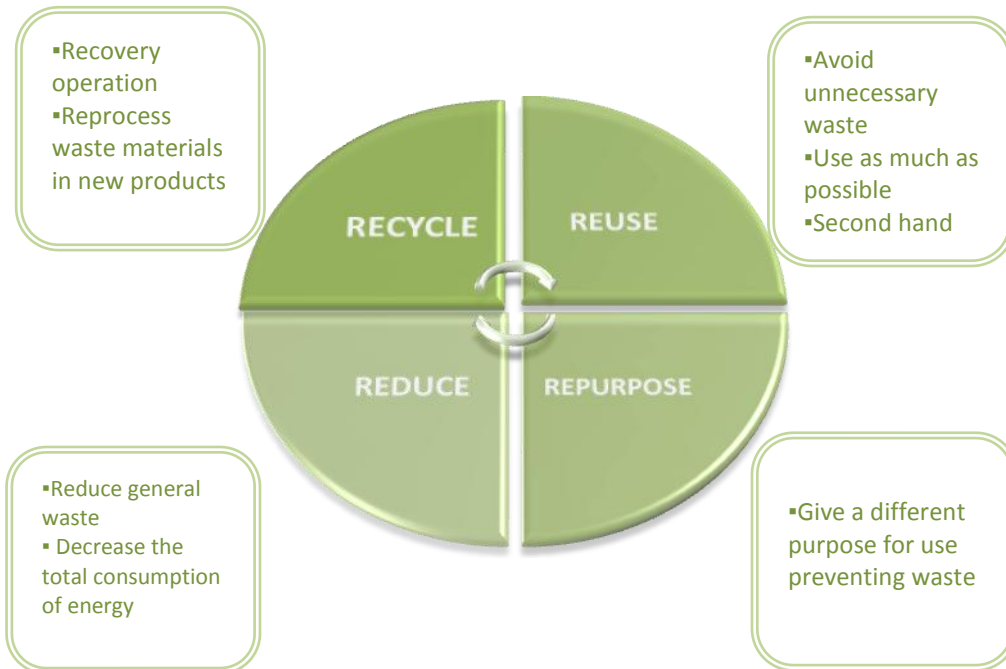 ▪Recovery
operation
▪Reprocess
waste materials
in new products
▪Avoid
unnecessary
waste
▪Use as much as
possible
▪Second hand
RECYCLE
REUSE
REDUCE
REPURPOSE
▪Reduce general
waste
▪ Decrease the
total consumption
of energy
▪Give a different
purpose for use
preventing waste